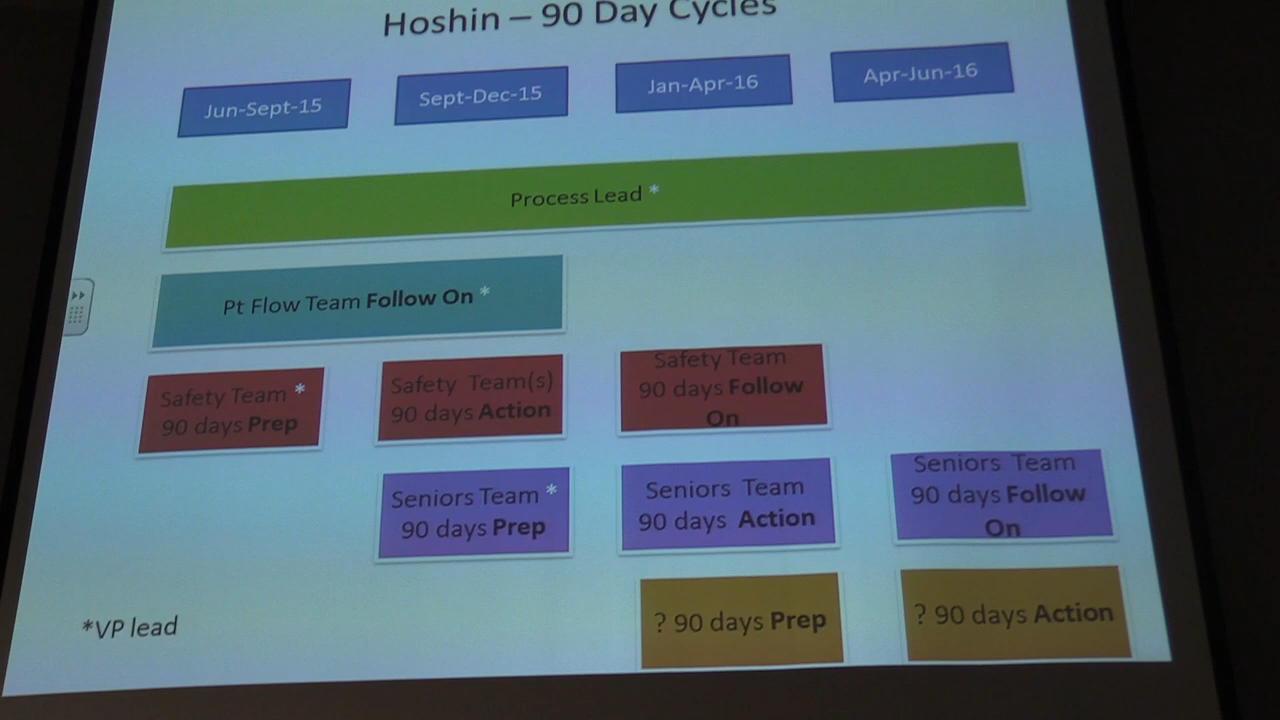 Hoshin – 90 Day Cycles
Jun-Sept-15
Sept-Dec-15
Jan-Apr-16
Apr-Jun-16
Process Lead *
Pt Flow Team Follow On *
Safety Team *
90 days Prep
Safety Team(s)
90 days Action
Safety Team
90 days Follow
On
Seniors Team *
90 days Prep
Seniors Team
90 days Action
Seniors Team
90 days Follow
On
? 90 days Prep
? 90 days Action
*VP lead